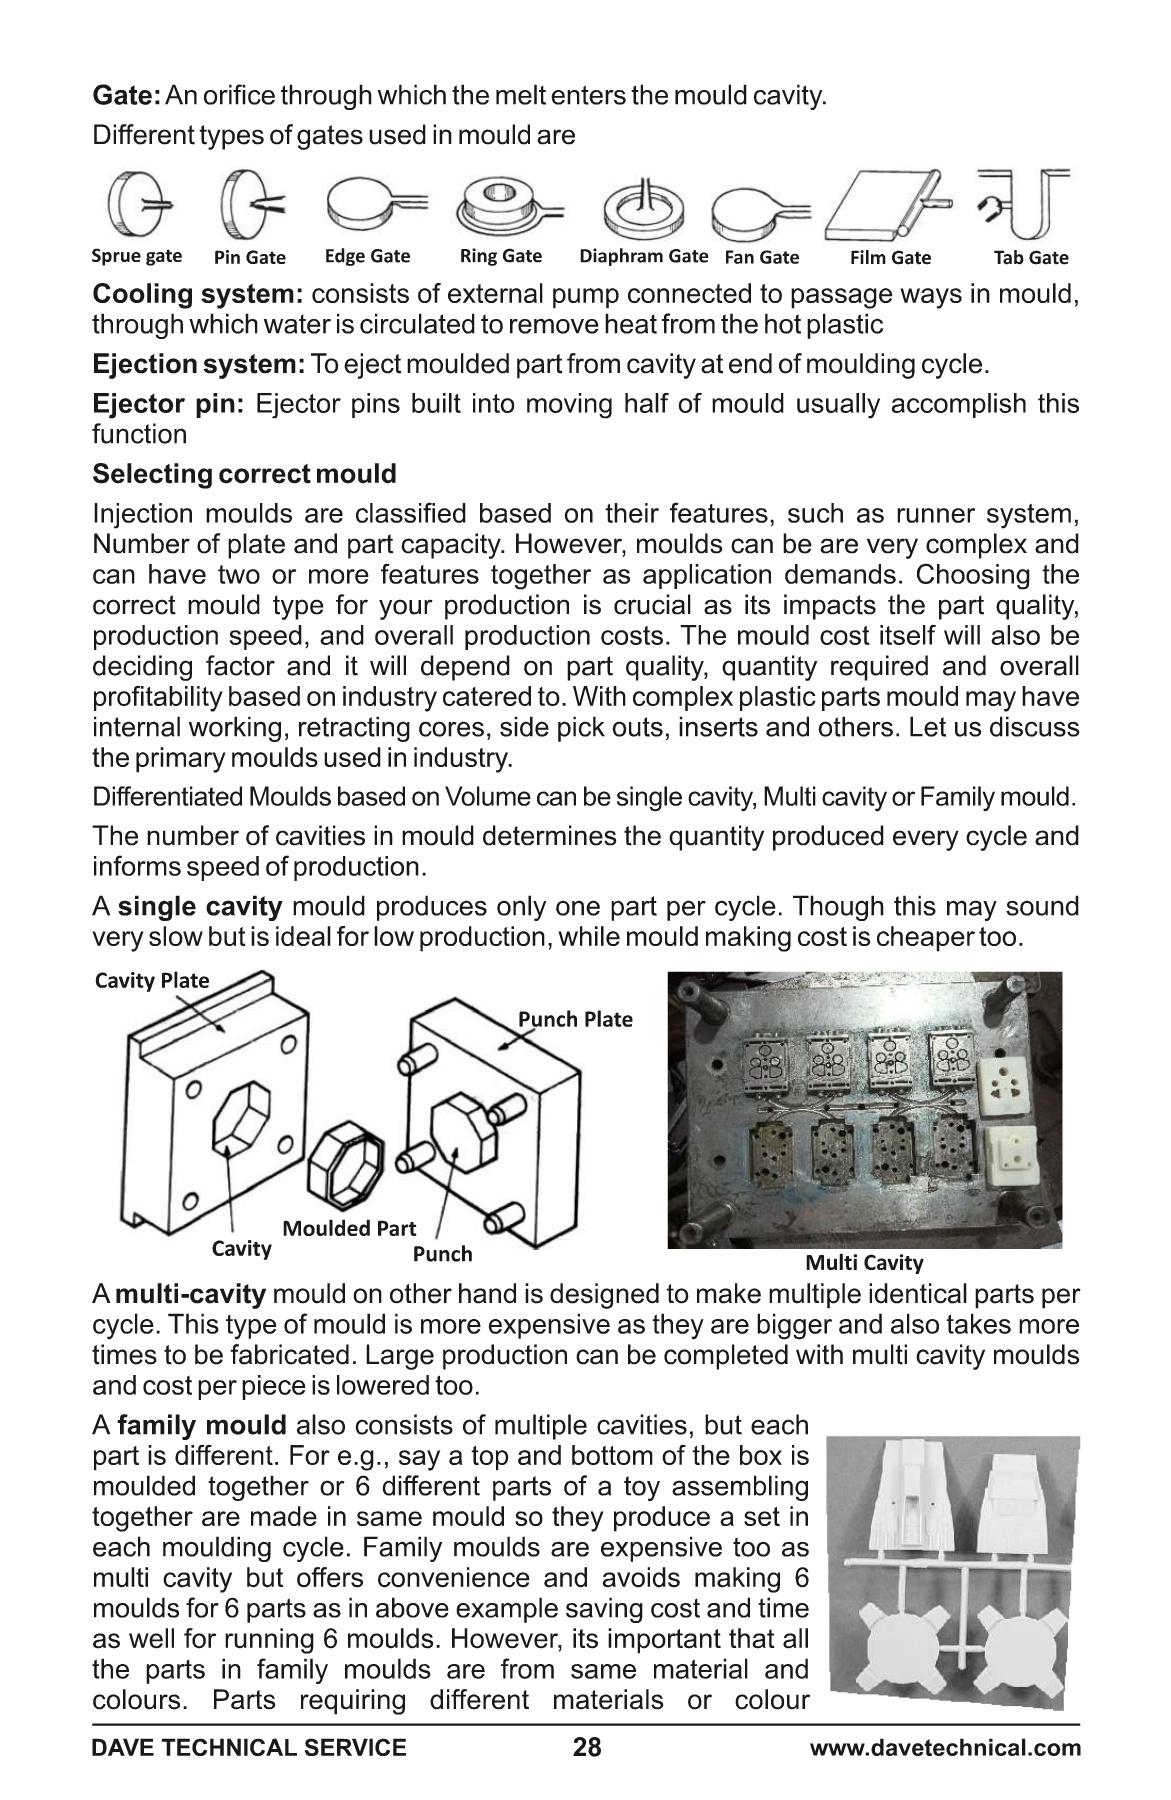 Gate: An orifice through which the melt enters the mould cavity.
Different types of gates used in mould are
Sprue gate Pin Gate Edge Gate Ring Gate Diaphram Gate Fan Gate Film Gate Tab Gate
Cooling system: consists of external pump connected to passage ways in mould,
through which water is circulated to remove heat from the hot plastic
Ejection system: To eject moulded part from cavity at end of moulding cycle.
Ejector pin: Ejector pins built into moving half of mould usually accomplish this
function
Selecting correct mould
Injection moulds are classified based on their features, such as runner system,
Number of plate and part capacity. However, moulds can be are very complex and
can have two or more features together as application demands. Choosing the
correct mould type for your production is crucial as its impacts the part quality,
production speed, and overall production costs. The mould cost itself will also be
deciding factor and it will depend on part quality, quantity required and overall
profitability based on industry catered to. With complex plastic parts mould may have
internal working, retracting cores, side pick outs, inserts and others. Let us discuss
the primary moulds used in industry.
Differentiated Moulds based on Volume can be single cavity, Multi cavity or Family mould.
The number of cavities in mould determines the quantity produced every cycle and
informs speed of production.
A single cavity mould produces only one part per cycle. Though this may sound
very slow but is ideal for low production, while mould making cost is cheaper too.
Cavity Plate
Punch Plate
Moulded Part
Cavity
Punch
Multi Cavity
A multi-cavity mould on other hand is designed to make multiple identical parts per
cycle. This type of mould is more expensive as they are bigger and also takes more
times to be fabricated. Large production can be completed with multi cavity moulds
and cost per piece is lowered too.
A family mould also consists of multiple cavities, but each
part is different. For e.g., say a top and bottom of the box is
moulded together or 6 different parts of a toy assembling
together are made in same mould so they produce a set in
each moulding cycle. Family moulds are expensive too as
multi cavity but offers convenience and avoids making 6
moulds for 6 parts as in above example saving cost and time
as well for running 6 moulds. However, its important that all
the parts in family moulds are from same material and
colours. Parts requiring different materials or colour
DAVE TECHNICAL SERVICE 28 www.davetechnical.com